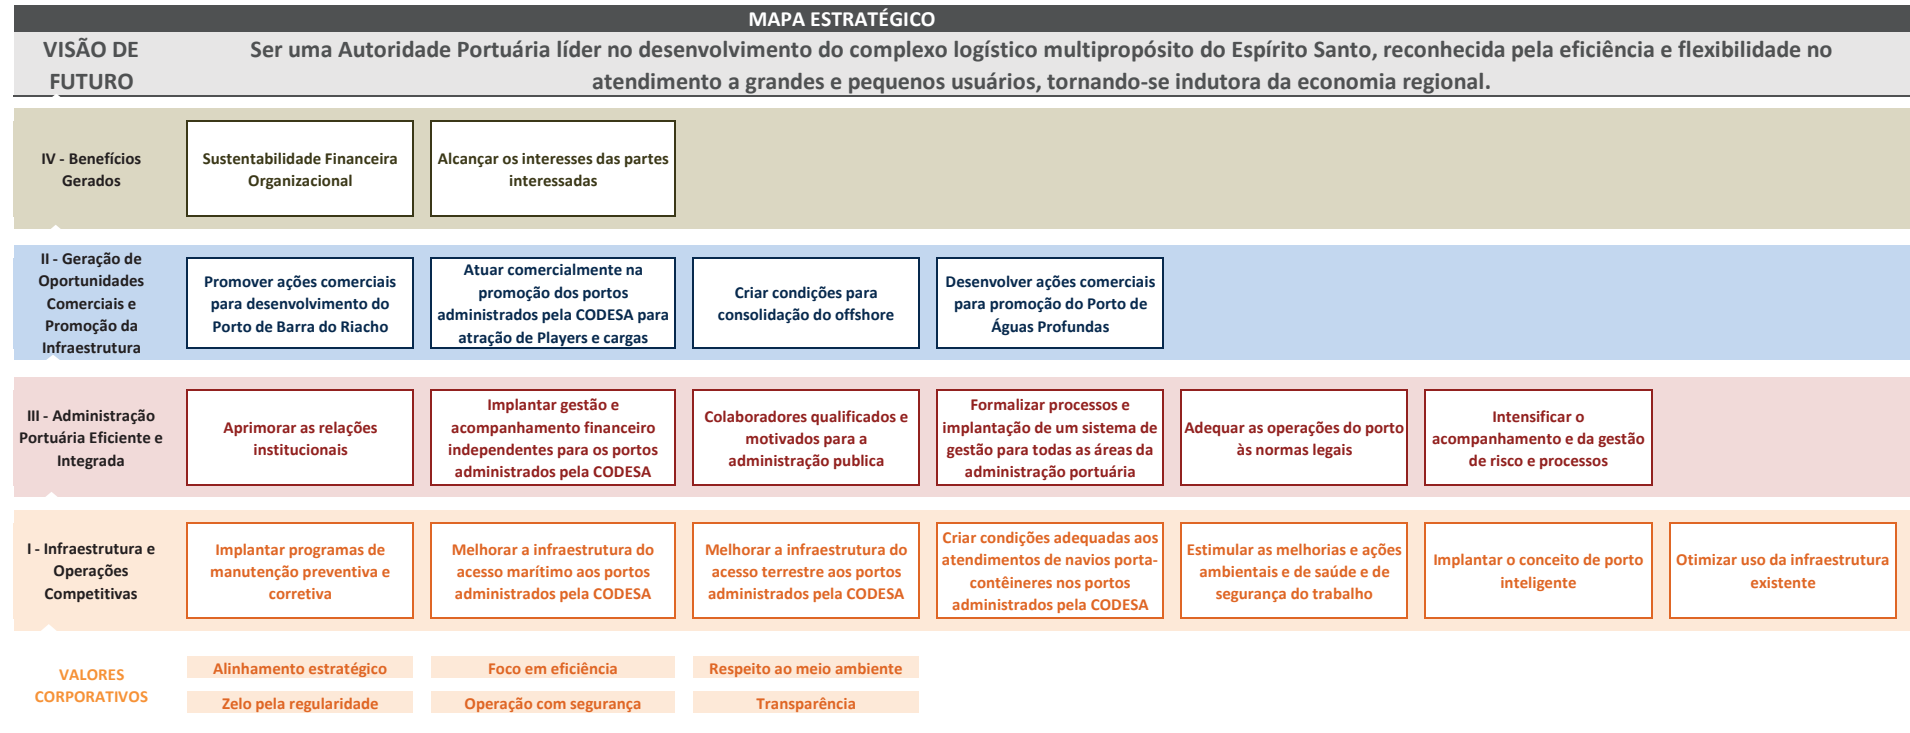 MAPA ESTRATÉGICO
VISÃO DE
FUTURO
Ser uma Autoridade Portuária líder no desenvolvimento do complexo logístico multipropósito do Espírito Santo, reconhecida pela eficiência e flexibilidade no
atendimento a grandes e pequenos usuários, tornando-se indutora da economia regional.
IV - Benefícios
Gerados
Sustentabilidade Financeira
Organizacional
Alcançar os interesses das partes
interessadas
II - Geração de
Oportunidades
Comerciais e
Promoção da
Infraestrutura
Promover ações comerciais
para desenvolvimento do
Porto de Barra do Riacho
Atuar comercialmente na
promoção dos portos
administrados pela CODESA para
atração de Players e cargas
Criar condições para
consolidação do offshore
Desenvolver ações comerciais
para promoção do Porto de
Águas Profundas
III - Administração
Portuária Eficiente e
Integrada
Aprimorar as relações
institucionais
Implantar gestão e
acompanhamento financeiro
independentes para os portos
administrados pela CODESA
Colaboradores qualificados e
motivados para a
administração publica
Formalizar processos e
implantação de um sistema de
gestão para todas as áreas da
administração portuária
Adequar as operações do porto
às normas legais
Intensificar o
acompanhamento e da gestão
de risco e processos
I - Infraestrutura e
Operações
Competitivas
Implantar programas de
manutenção preventiva e
corretiva
Melhorar a infraestrutura do
acesso marítimo aos portos
administrados pela CODESA
Melhorar a infraestrutura do
acesso terrestre aos portos
administrados pela CODESA
Criar condições adequadas aos
atendimentos de navios porta-
contêineres nos portos
administrados pela CODESA
Estimular as melhorias e ações
ambientais e de saúde e de
segurança do trabalho
Implantar o conceito de porto
inteligente
Otimizar uso da infraestrutura
existente
VALORES
CORPORATIVOS
Alinhamento estratégico
Foco em eficiência
Respeito ao meio ambiente
Zelo pela regularidade
Operação com segurança
Transparência